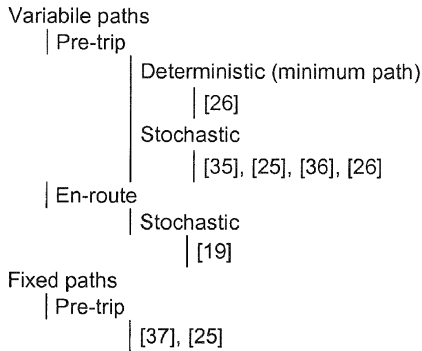 Variabile paths
Pre-trip
Deterministic (minimum path)
[26]
Stochastic
[35], [25], [36], [26]
En-route
Stochastic
[19]
Fixed paths
Pre-trip
[37], [25]